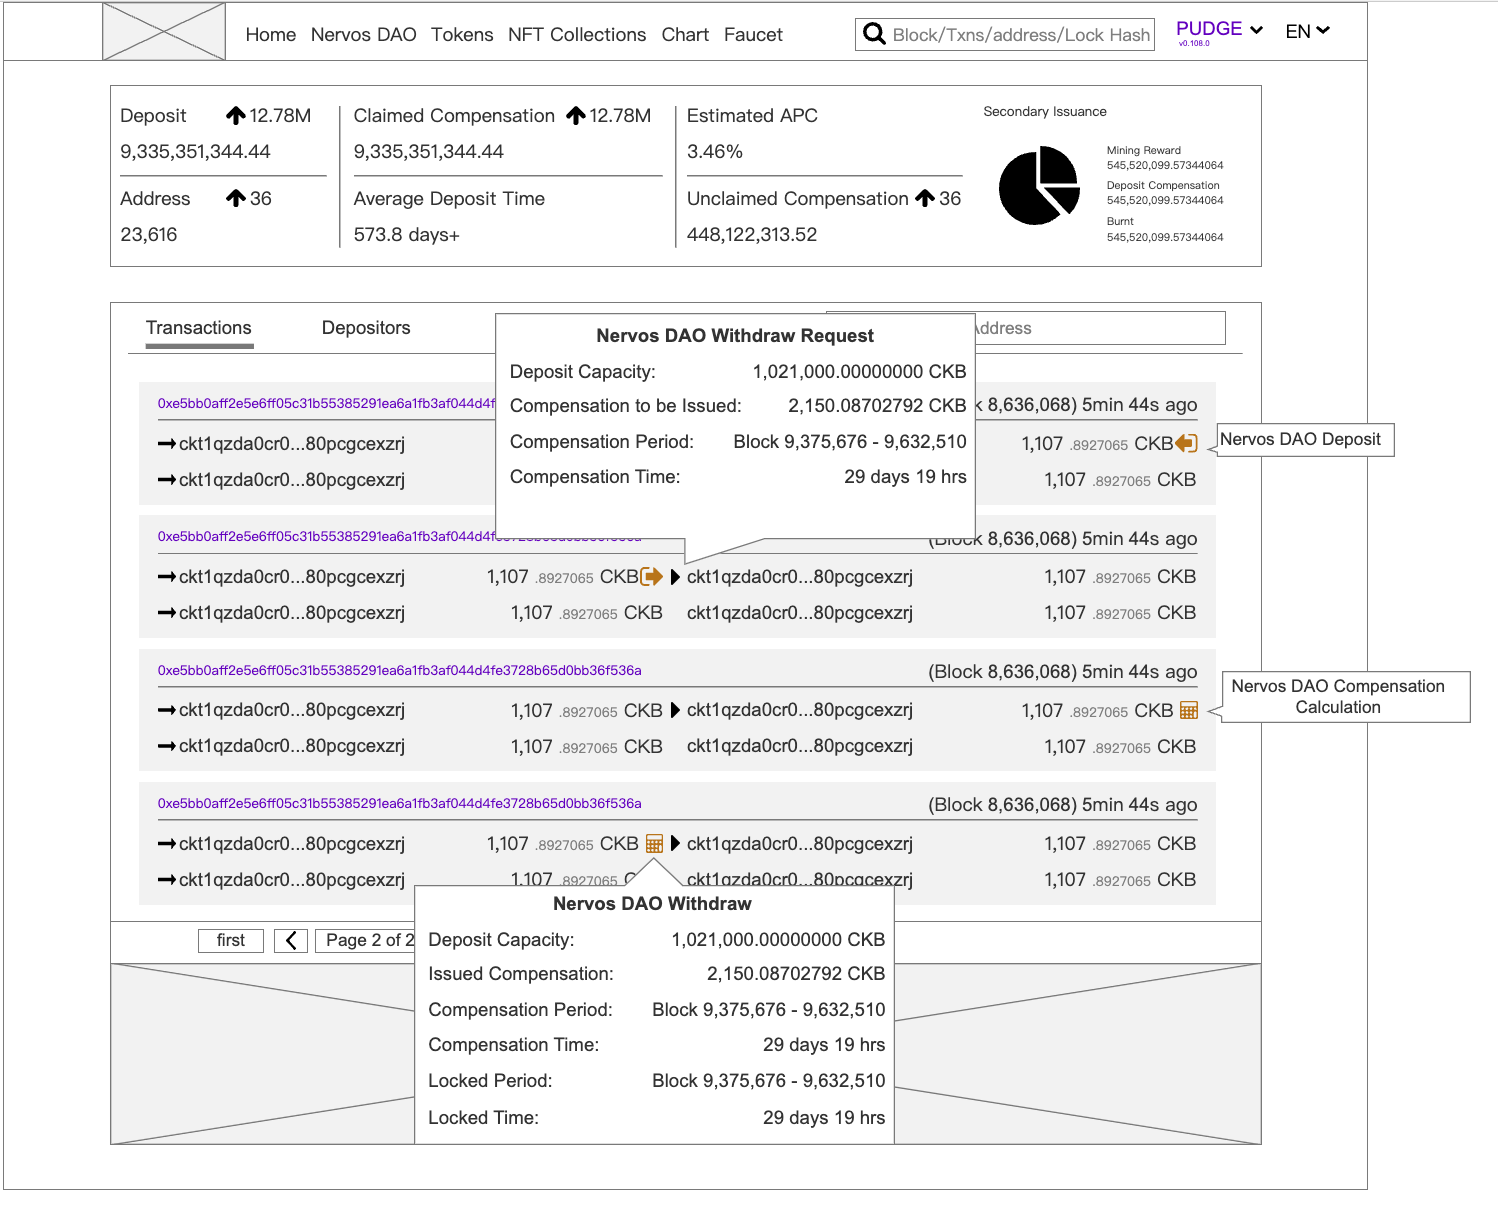 Home Nervos DAO Tokens NFT Collections Chart Faucet Block/Txns/address/Lock Hash PUDGE EN
v0.108.0
Deposit 12.78M Claimed Compensation 12.78M Estimated APC Secondary Issuance
9,335,351,344.44 9,335,351,344.44 3.46% Mining Reward
545,520,099.57344064
Address 36 Average Deposit Time Unclaimed Compensation 36 Deposit Compensation
545,520,099.57344064
23,616 573.8 days+ 448,122,313.52 Burnt
545,520,099.57344064
Transactions Depositors Address
Nervos DAO Withdraw Request
Deposit Capacity: 1,021,000.00000000 CKB
Compensation to be Issued: 2,150.08702792 CKB
Compensation Period: Block 9,375,676 - 9,632,510
Compensation Time: 29 days 19 hrs
0xe5bb0aff2e5e6ff05c31b55385291ea6a1fb3af044d4f 8,636,068) 5min 44s ago
ckt1qzda0cr0...80pcgcexzrj 1,107 .8927065 CKB Nervos DAO Deposit
ckt1qzda0cr0...80pcgcexzrj 1,107 .8927065 CKB
0xe5bb0aff2e5e6ff05c31b55385291ea6a1fb3af044d4fe3728b65d0bb36f536a (Block 8,636,068) 5min 44s ago
ckt1qzda0cr0...80pcgcexzrj 1,107 .8927065 CKB ckt1qzda0cr0...80pcgcexzrj 1,107 .8927065 CKB
ckt1qzda0cr0...80pcgcexzrj 1,107 .8927065 CKB ckt1qzda0cr0...80pcgcexzrj 1,107 .8927065 CKB
0xe5bb0aff2e5e6ff05c31b55385291ea6a1fb3af044d4fe3728b65d0bb36f536a (Block 8,636,068) 5min 44s ago
ckt1qzda0cr0...80pcgcexzrj 1,107 .8927065 CKB ckt1qzda0cr0...80pcgcexzrj 1,107 .8927065 CKB
Nervos DAO Compensation
Calculation
ckt1qzda0cr0...80pcgcexzrj 1,107 .8927065 CKB ckt1qzda0cr0...80pcgcexzrj 1,107 .8927065 CKB
0xe5bb0aff2e5e6ff05c31b55385291ea6a1fb3af044d4fe3728b65d0bb36f536a (Block 8,636,068) 5min 44s ago
ckt1qzda0cr0...80pcgcexzrj 1,107 .8927065 CKB ckt1qzda0cr0...80pcgcexzrj 1,107 .8927065 CKB
ckt1qzda0cr0...80pcgcexzrj 1,107 .8927065 ckt1qzda0cr0...80pcgcexzrj 1,107 .8927065 CKB
first Page 2 of 2
Nervos DAO Withdraw
Deposit Capacity: 1,021,000.00000000 CKB
Issued Compensation: 2,150.08702792 CKB
Compensation Period: Block 9,375,676 - 9,632,510
Compensation Time: 29 days 19 hrs
Locked Period: Block 9,375,676 - 9,632,510
Locked Time: 29 days 19 hrs